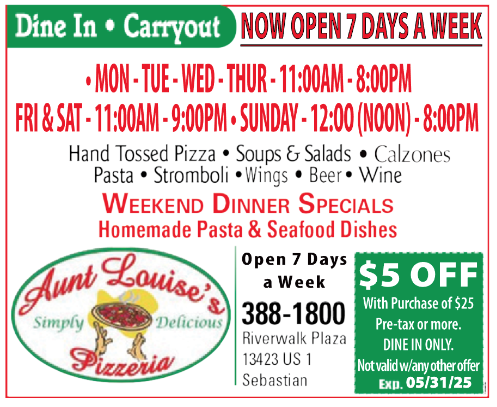 Dine In • Carryout
NOW OPEN 7 DAYS A WEEK
• MON - TUE - WED - THUR - 11:00AM - 8:00PM
FRI & SAT - 11:00AM - 9:00PM • SUNDAY - 12:00 (NOON) - 8:00PM
Hand Tossed Pizza • Soups & Salads • Calzones
Pasta • Stromboli • Wings • Beer • Wine
WEEKEND DINNER SPECIALS
Homemade Pasta & Seafood Dishes
Aunt Louise's
Simply Delicious
Pizzeria
Open 7 Days
a Week
388-1800
Riverwalk Plaza
13423 US 1
Sebastian
$5 OFF
With Purchase of $25
Pre-tax or more.
DINE IN ONLY.
Not valid w/any other offer
Exp. 05/31/25